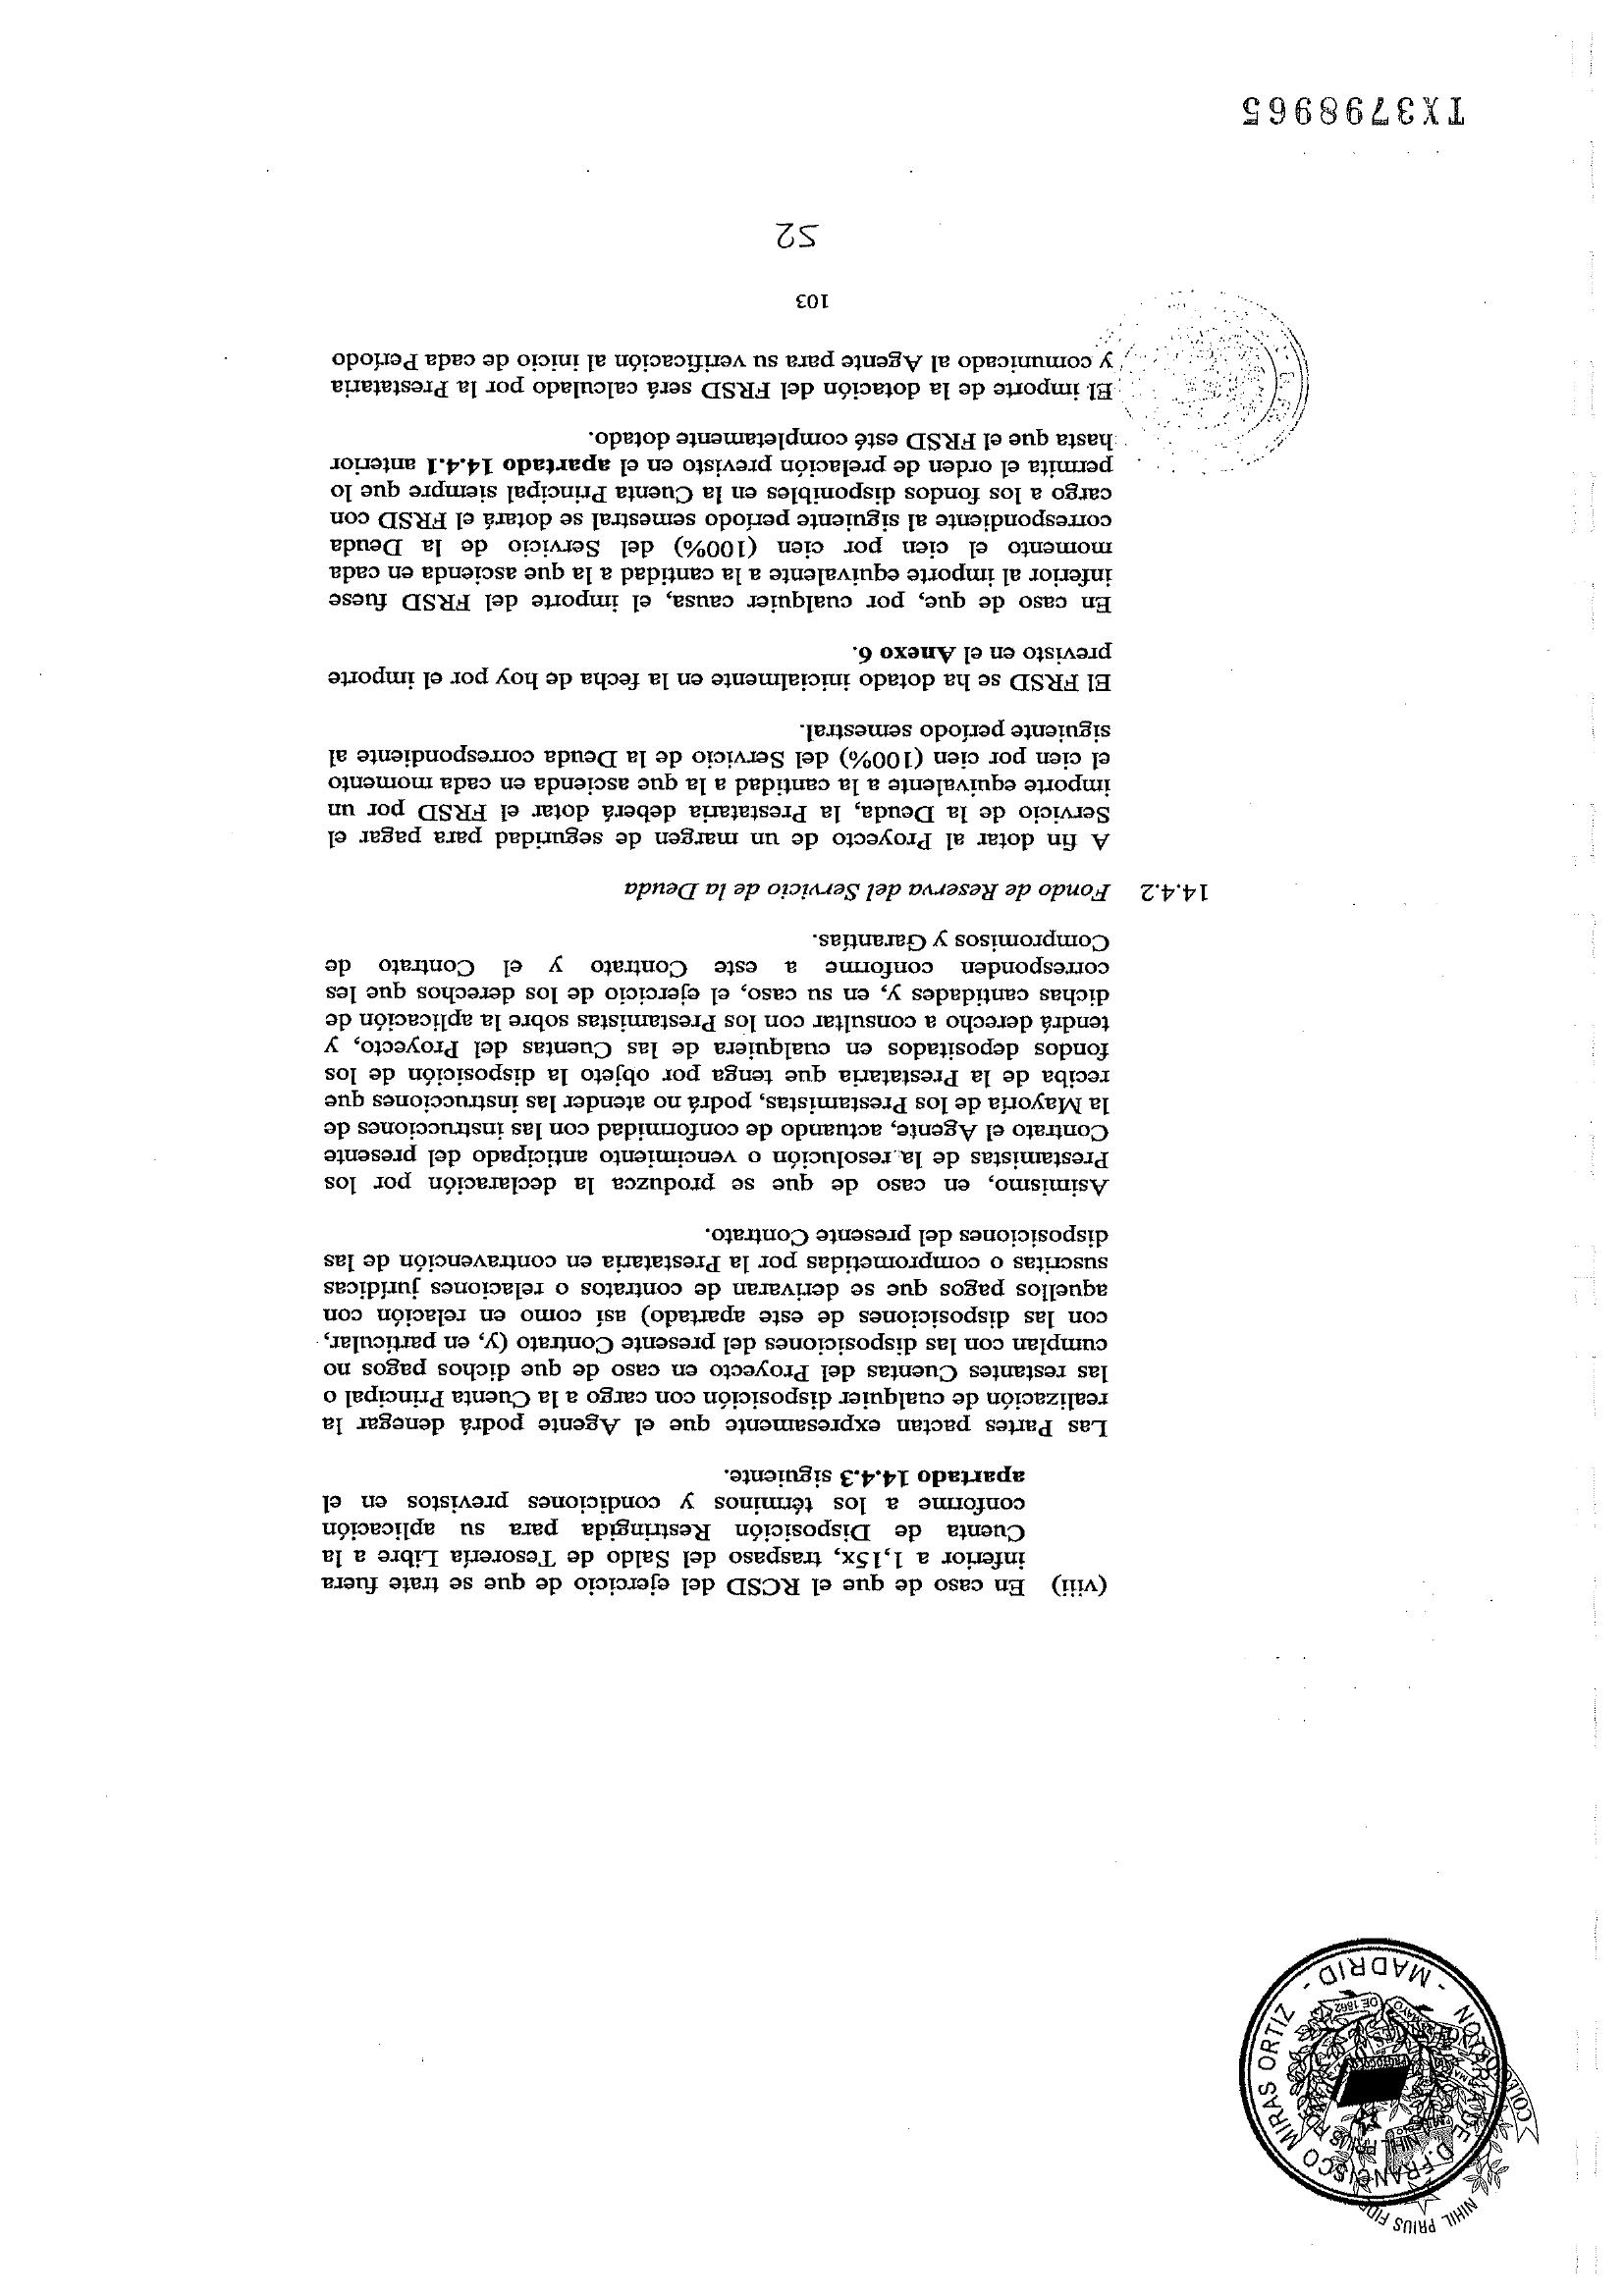 NIHIL PRIUS FIDE
NOTARIA DE D. FRANCISCO MIRAS ORTIZ
- MADRID -
(viii) En caso de que el RCSD del ejercicio de que se trate fuera
inferior a 1,15x, traspaso del Saldo de Tesorería Libre a la
Cuenta de Disposición Restringida para su aplicación
conforme a los términos y condiciones previstos en el
apartado 14.4.3 siguiente.
Las Partes pactan expresamente que el Agente podrá denegar la
realización de cualquier disposición con cargo a la Cuenta Principal o
las restantes Cuentas del Proyecto en caso de que dichos pagos no
cumplan con las disposiciones del presente Contrato (y, en particular,
con las disposiciones de este apartado) así como en relación con
aquellos pagos que se derivaran de contratos o relaciones jurídicas
suscritas o comprometidas por la Prestataria en contravención de las
disposiciones del presente Contrato.
Asimismo, en caso de que se produzca la declaración por los
Prestamistas de la resolución o vencimiento anticipado del presente
Contrato el Agente, actuando de conformidad con las instrucciones de
la Mayoría de los Prestamistas, podrá no atender las instrucciones que
reciba de la Prestataria que tenga por objeto la disposición de los
fondos depositados en cualquiera de las Cuentas del Proyecto, y
tendrá derecho a consultar con los Prestamistas sobre la aplicación de
dichas cantidades y, en su caso, el ejercicio de los derechos que les
corresponden conforme a este Contrato y el Contrato de
Compromisos y Garantías.
14.4.2 Fondo de Reserva del Servicio de la Deuda
A fin dotar al Proyecto de un margen de seguridad para pagar el
Servicio de la Deuda, la Prestataria deberá dotar el FRSD por un
importe equivalente a la cantidad a la que ascienda en cada momento
el cien por cien (100%) del Servicio de la Deuda correspondiente al
siguiente período semestral.
El FRSD se ha dotado inicialmente en la fecha de hoy por el importe
previsto en el Anexo 6.
En caso de que, por cualquier causa, el importe del FRSD fuese
inferior al importe equivalente a la cantidad a la que ascienda en cada
momento el cien por cien (100%) del Servicio de la Deuda
correspondiente al siguiente período semestral se dotará el FRSD con
cargo a los fondos disponibles en la Cuenta Principal siempre que lo
permita el orden de prelación previsto en el apartado 14.4.1 anterior
hasta que el FRSD esté completamente dotado.
El importe de la dotación del FRSD será calculado por la Prestataria
y comunicado al Agente para su verificación al inicio de cada Período
103
52
TX3798965